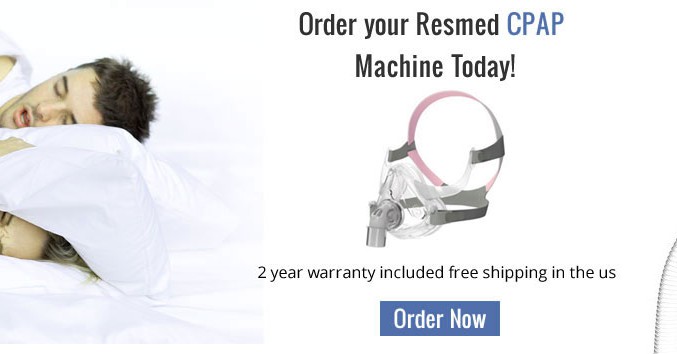 Order your Resmed CPAP
Machine Today!
2 year warranty included free shipping in the us
Order Now